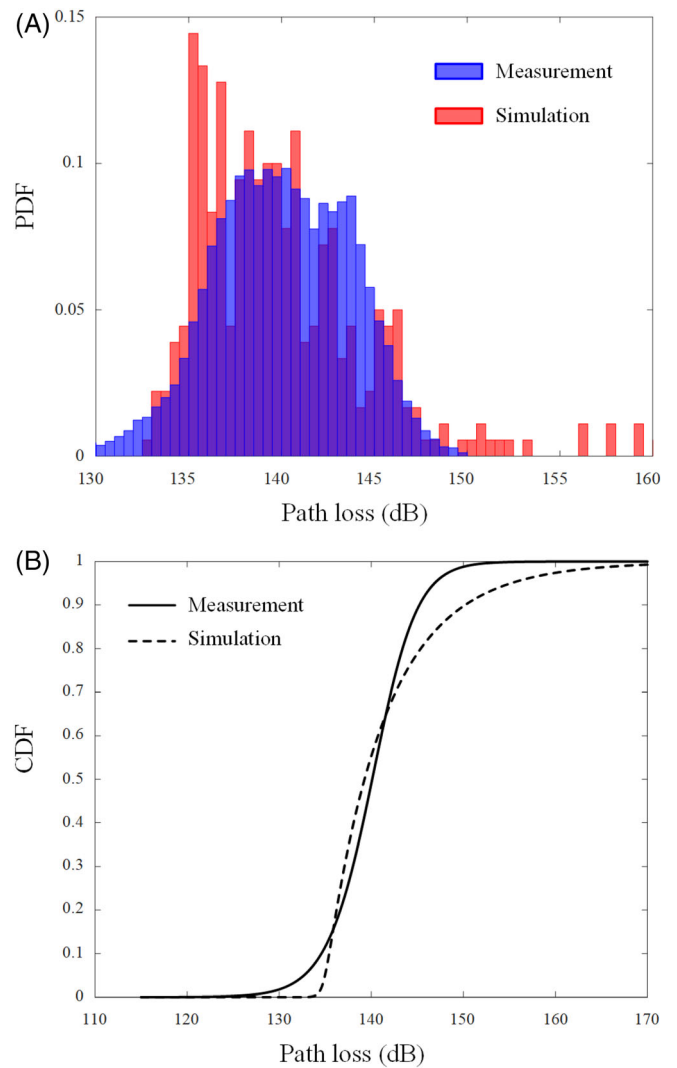 (A)
0.15
0.1
0.05
0
PDF
Measurement
Simulation
130 135 140 145 150 155 160
Path loss (dB)
(B)
1
0.9
0.8
0.7
0.6
0.5
0.4
0.3
0.2
0.1
0
CDF
Measurement
Simulation
110 120 130 140 150 160 170
Path loss (dB)